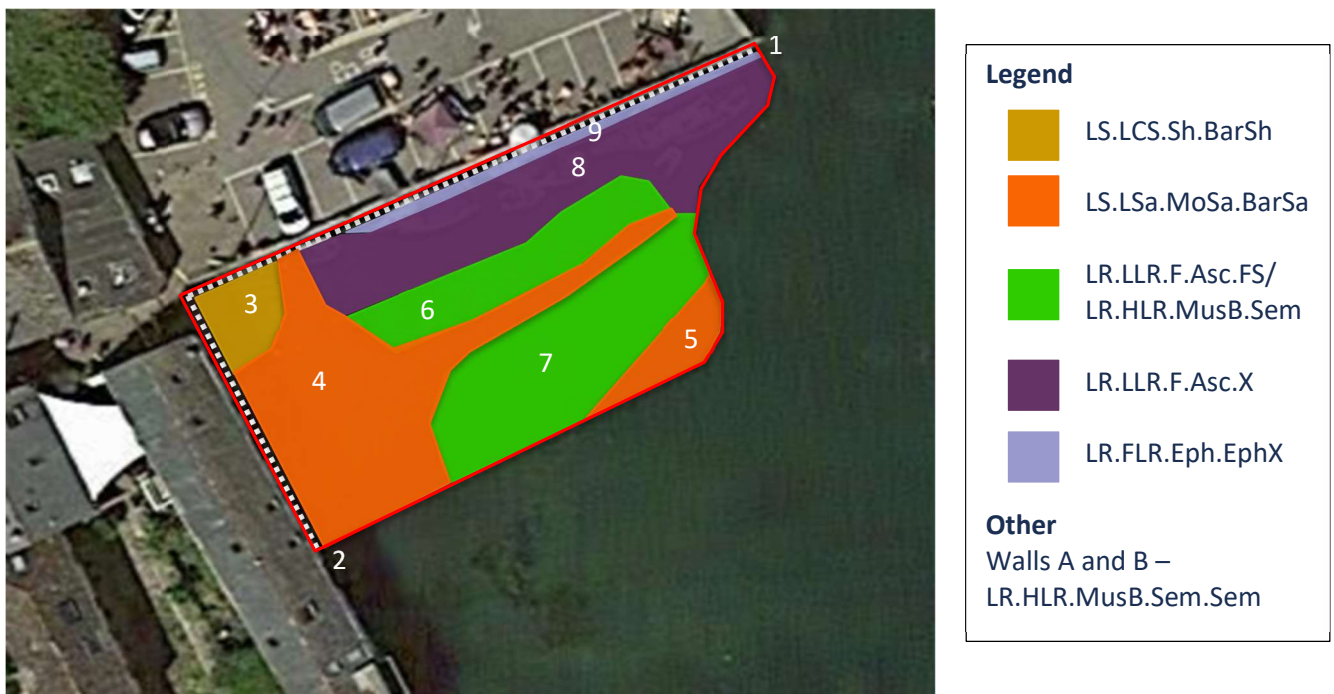 1
9
8
3
6
4
7
5
2
Legend
LS.LCS.Sh.BarSh
LS.LSa.MoSa.BarSa
LR.LLR.F.Asc.FS/
LR.HLR.MusB.Sem
LR.LLR.F.Asc.X
LR.FLR.Eph.EphX
Other
Walls A and B –
LR.HLR.MusB.Sem.Sem